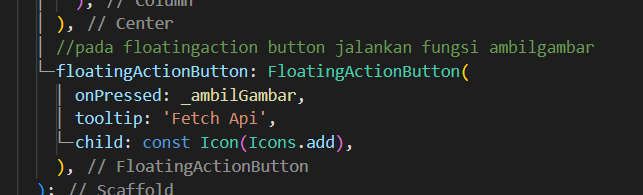 ), // Column
), // Center
//pada floatingaction button jalankan fungsi ambilgambar
floatingActionButton: FloatingActionButton(
onPressed: _ambilGambar,
tooltip: 'Fetch Api',
child: const Icon(Icons.add),
), // FloatingActionButton
); // Scaffold